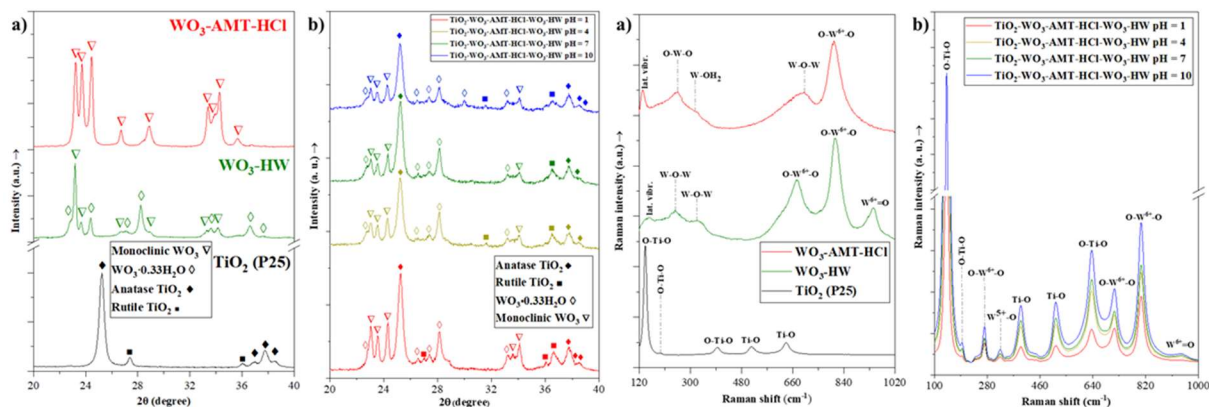 a)
WO₃-AMT-HCl
WO₃-HW
Monoclinic WO₃ ▽
WO₃·0.33H₂O ◊
Anatase TiO₂ ◆
Rutile TiO₂ ■
TiO₂ (P25)
Intensity (a.u.) →
20 24 28 32 36 40
2θ (degree)
b)
TiO₂-WO₃-AMT-HCl-WO₃-HW pH = 1
TiO₂-WO₃-AMT-HCl-WO₃-HW pH = 4
TiO₂-WO₃-AMT-HCl-WO₃-HW pH = 7
TiO₂-WO₃-AMT-HCl-WO₃-HW pH = 10
Anatase TiO₂ ◆
Rutile TiO₂ ■
WO₃·0.33H₂O ◊
Monoclinic WO₃ ▽
Intensity (a. u.) →
20 25 30 35 40
2θ (degree)
a)
lat. vibr.
O-W-O
W-OH₂
W-O-W
O-W⁶⁺-O
lat. vibr.
W-O-W
W-O-W
O-W⁶⁺-O
O-W⁶⁺-O
W⁶⁺=O
O-Ti-O
O-Ti-O
Ti-O
Ti-O
Ti-O
WO₃-AMT-HCl
WO₃-HW
TiO₂ (P25)
Raman intensity (a.u.) →
120 300 480 660 840 1020
Raman shift (cm⁻¹)
b)
TiO₂-WO₃-AMT-HCl-WO₃-HW pH = 1
TiO₂-WO₃-AMT-HCl-WO₃-HW pH = 4
TiO₂-WO₃-AMT-HCl-WO₃-HW pH = 7
TiO₂-WO₃-AMT-HCl-WO₃-HW pH = 10
O-Ti-O
O-Ti-O
O-W⁶⁺-O
W⁵⁺-O
Ti-O
Ti-O
O-Ti-O
O-W⁶⁺-O
O-W⁶⁺-O
W⁶⁺=O
Raman intensity (a.u.) →
100 280 460 640 820 1000
Raman shift (cm⁻¹)